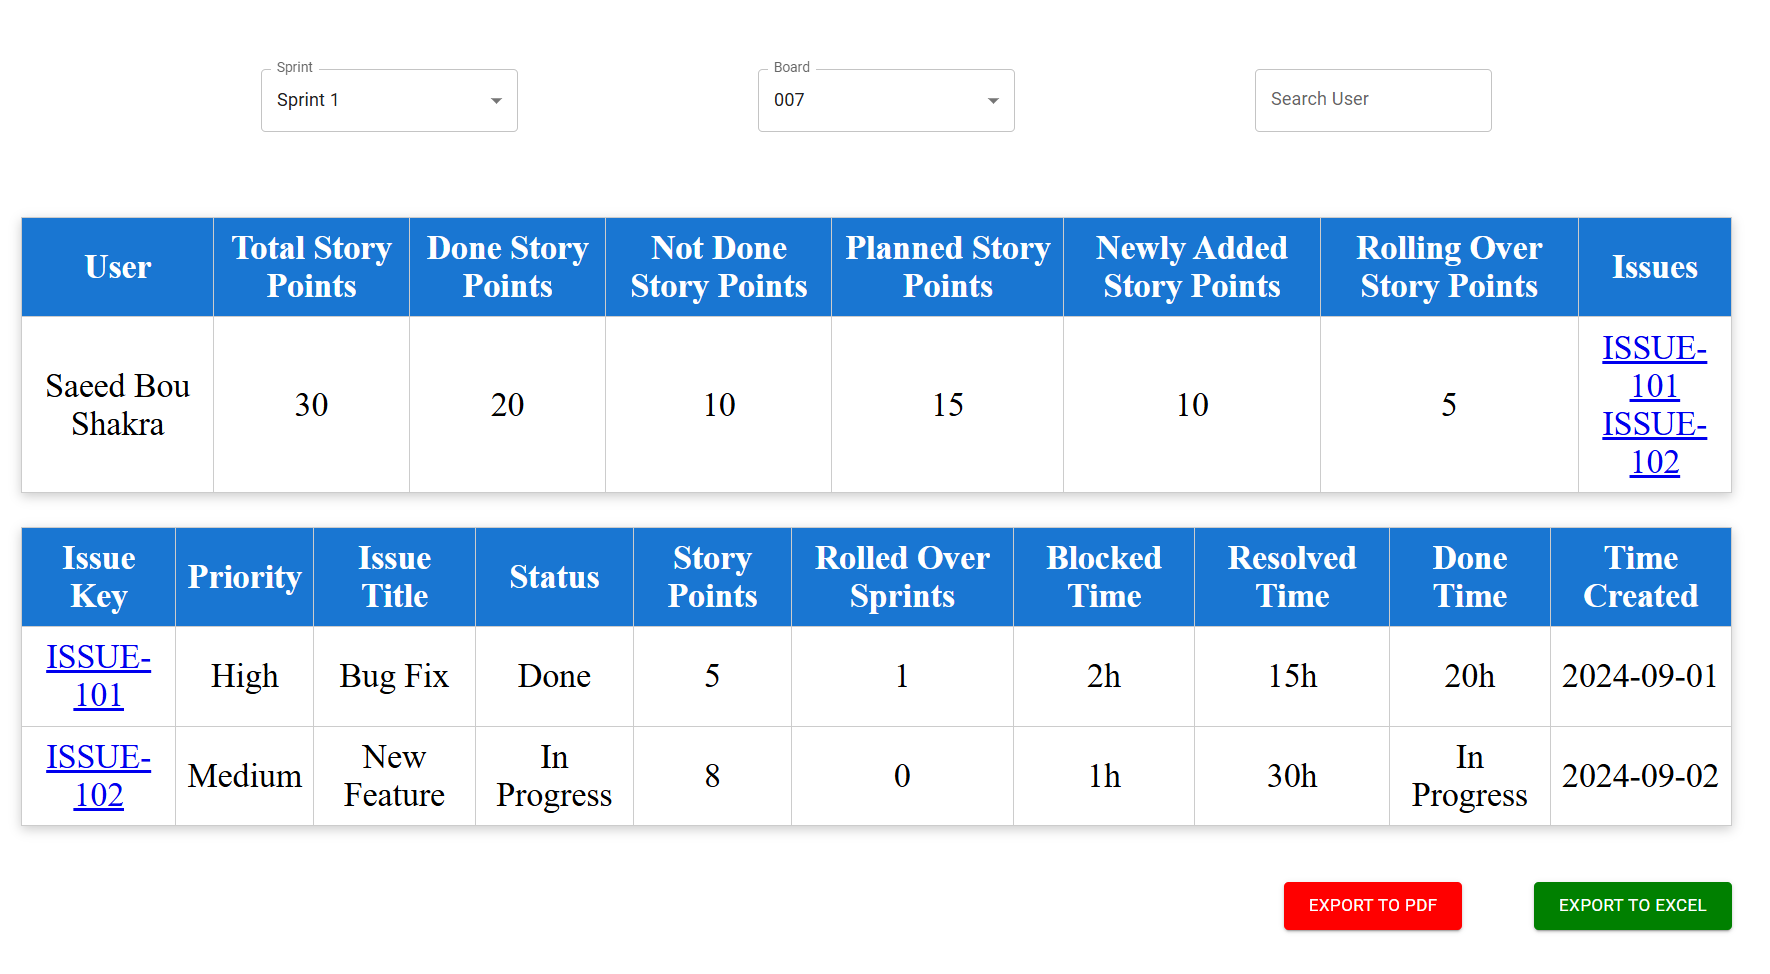 Sprint
Sprint 1
Board
007
Search User
User
Total Story
Points
Done Story
Points
Not Done
Story Points
Planned Story
Points
Newly Added
Story Points
Rolling Over
Story Points
Issues
Saeed Bou
Shakra
30
20
10
15
10
5
ISSUE-
101
ISSUE-
102
Issue
Key
Priority
Issue
Title
Status
Story
Points
Rolled Over
Sprints
Blocked
Time
Resolved
Time
Done
Time
Time
Created
ISSUE-
101
High
Bug Fix
Done
5
1
2h
15h
20h
2024-09-01
ISSUE-
102
Medium
New
Feature
In
Progress
8
0
1h
30h
In
Progress
2024-09-02
EXPORT TO PDF
EXPORT TO EXCEL